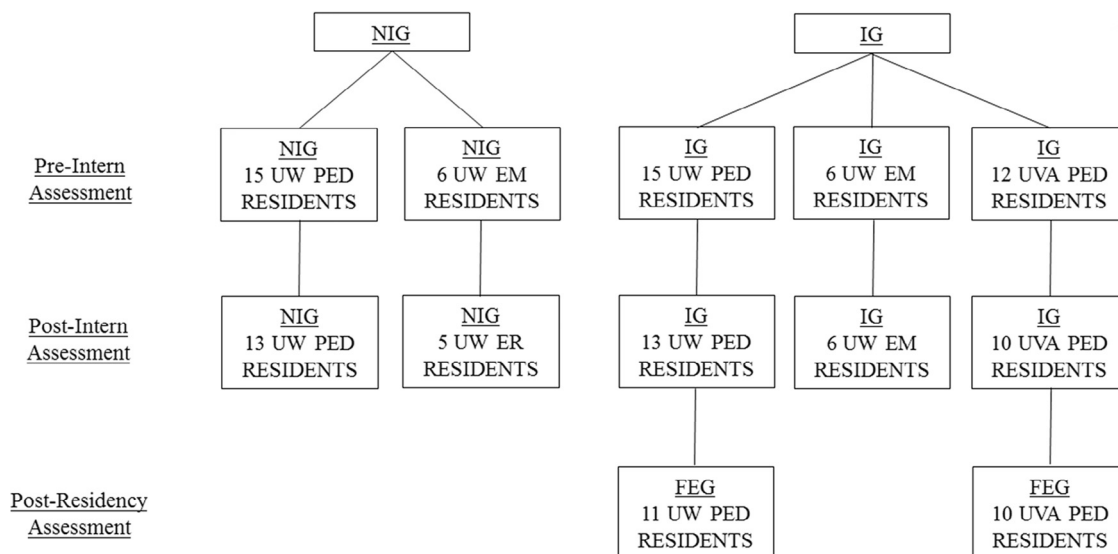 NIG
IG
Pre-Intern
Assessment
NIG
15 UW PED
RESIDENTS
NIG
6 UW EM
RESIDENTS
IG
15 UW PED
RESIDENTS
IG
6 UW EM
RESIDENTS
IG
12 UVA PED
RESIDENTS
Post-Intern
Assessment
NIG
13 UW PED
RESIDENTS
NIG
5 UW ER
RESIDENTS
IG
13 UW PED
RESIDENTS
IG
6 UW EM
RESIDENTS
IG
10 UVA PED
RESIDENTS
Post-Residency
Assessment
FEG
11 UW PED
RESIDENTS
FEG
10 UVA PED
RESIDENTS